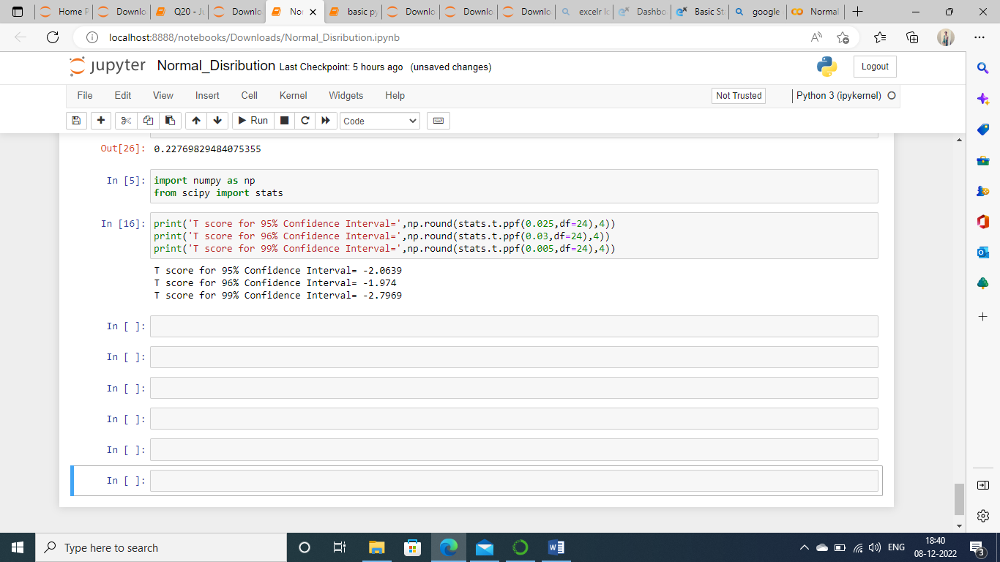 Home P
Downlo
Q20 - Ju
Downlo
Nor
basic py
Downlo
Downlo
Downlo
excelr lo
Dashbo
Basic Sta
google
Normal
localhost:8888/notebooks/Downloads/Normal_Disribution.ipynb
jupyter Normal_Disribution Last Checkpoint: 5 hours ago (unsaved changes)
Logout
File Edit View Insert Cell Kernel Widgets Help
Not Trusted
Python 3 (ipykernel)
Run
Code
Out[26]: 0.22769829484075355
In [5]: import numpy as np
from scipy import stats
In [16]: print('T score for 95% Confidence Interval=',np.round(stats.t.ppf(0.025,df=24),4))
print('T score for 96% Confidence Interval=',np.round(stats.t.ppf(0.03,df=24),4))
print('T score for 99% Confidence Interval=',np.round(stats.t.ppf(0.005,df=24),4))
T score for 95% Confidence Interval= -2.0639
T score for 96% Confidence Interval= -1.974
T score for 99% Confidence Interval= -2.7969
In [ ]:
In [ ]:
In [ ]:
In [ ]:
In [ ]:
In [ ]:
Type here to search
ENG
18:40
08-12-2022
3